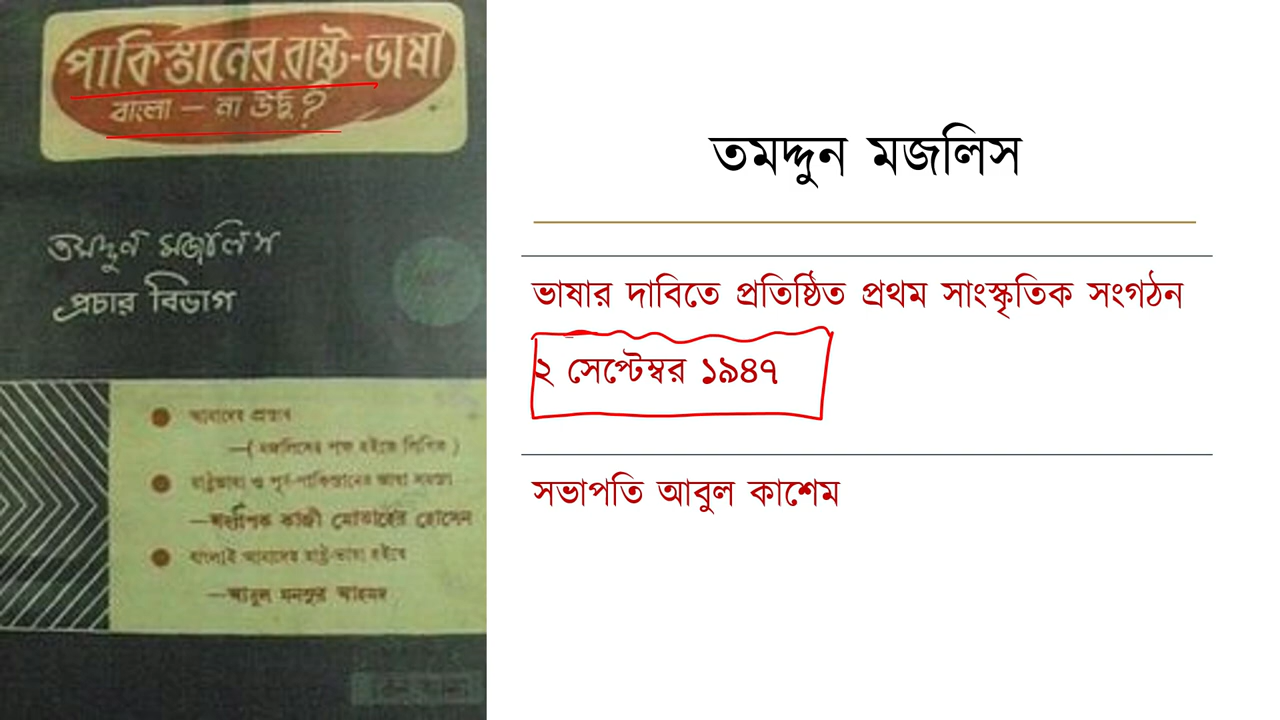 পাকিস্তানের রাষ্ট্র-ভাষা
বাংলা — না উর্দু?
তমদ্দুন মজলিস
প্রচার বিভাগ
আমাদের প্রস্তাব
—(মজলিসের পক্ষ হইতে লিখিত)
রাষ্ট্রভাষা ও পূর্ব-পাকিস্তানের ভাষা সমস্যা
—অধ্যাপক কাজী মোতাহের হোসেন
বাংলাই আমাদের রাষ্ট্র-ভাষা হইবে
—আবুল মনসুর আহমদ
তমদ্দুন মজলিস
ভাষার দাবিতে প্রতিষ্ঠিত প্রথম সাংস্কৃতিক সংগঠন
২ সেপ্টেম্বর ১৯৪৭
সভাপতি আবুল কাশেম